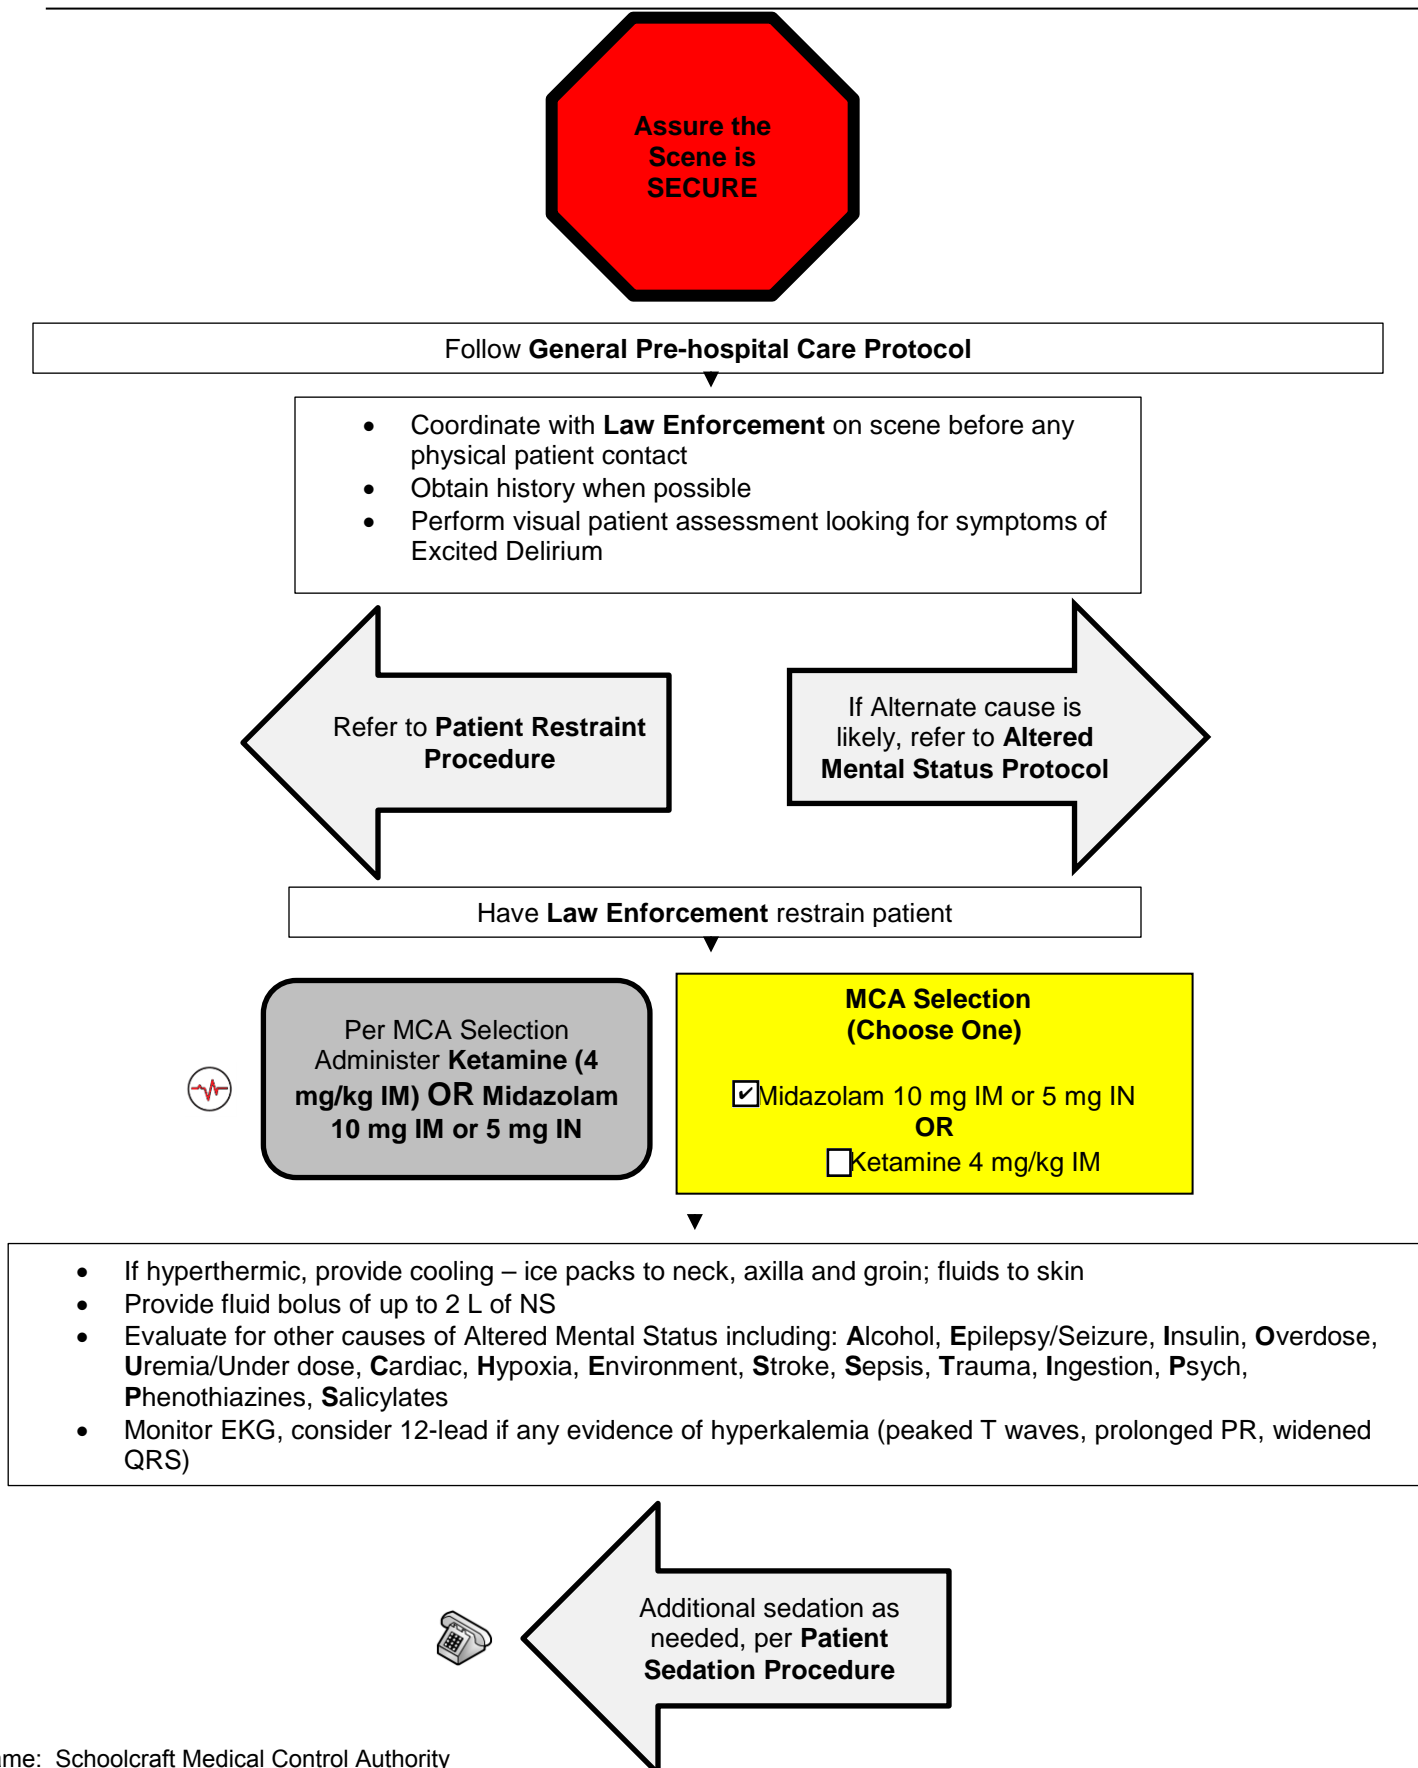 Assure the
Scene is
SECURE
Follow General Pre-hospital Care Protocol
• Coordinate with Law Enforcement on scene before any
physical patient contact
• Obtain history when possible
• Perform visual patient assessment looking for symptoms of
Excited Delirium
Refer to Patient Restraint
Procedure
If Alternate cause is
likely, refer to Altered
Mental Status Protocol
Have Law Enforcement restrain patient
Per MCA Selection
Administer Ketamine (4
mg/kg IM) OR Midazolam
10 mg IM or 5 mg IN
MCA Selection
(Choose One)
Midazolam 10 mg IM or 5 mg IN
OR
Ketamine 4 mg/kg IM
• If hyperthermic, provide cooling – ice packs to neck, axilla and groin; fluids to skin
• Provide fluid bolus of up to 2 L of NS
• Evaluate for other causes of Altered Mental Status including: Alcohol, Epilepsy/Seizure, Insulin, Overdose,
Uremia/Under dose, Cardiac, Hypoxia, Environment, Stroke, Sepsis, Trauma, Ingestion, Psych,
Phenothiazines, Salicylates
• Monitor EKG, consider 12-lead if any evidence of hyperkalemia (peaked T waves, prolonged PR, widened
QRS)
Additional sedation as
needed, per Patient
Sedation Procedure
ame: Schoolcraft Medical Control Authority